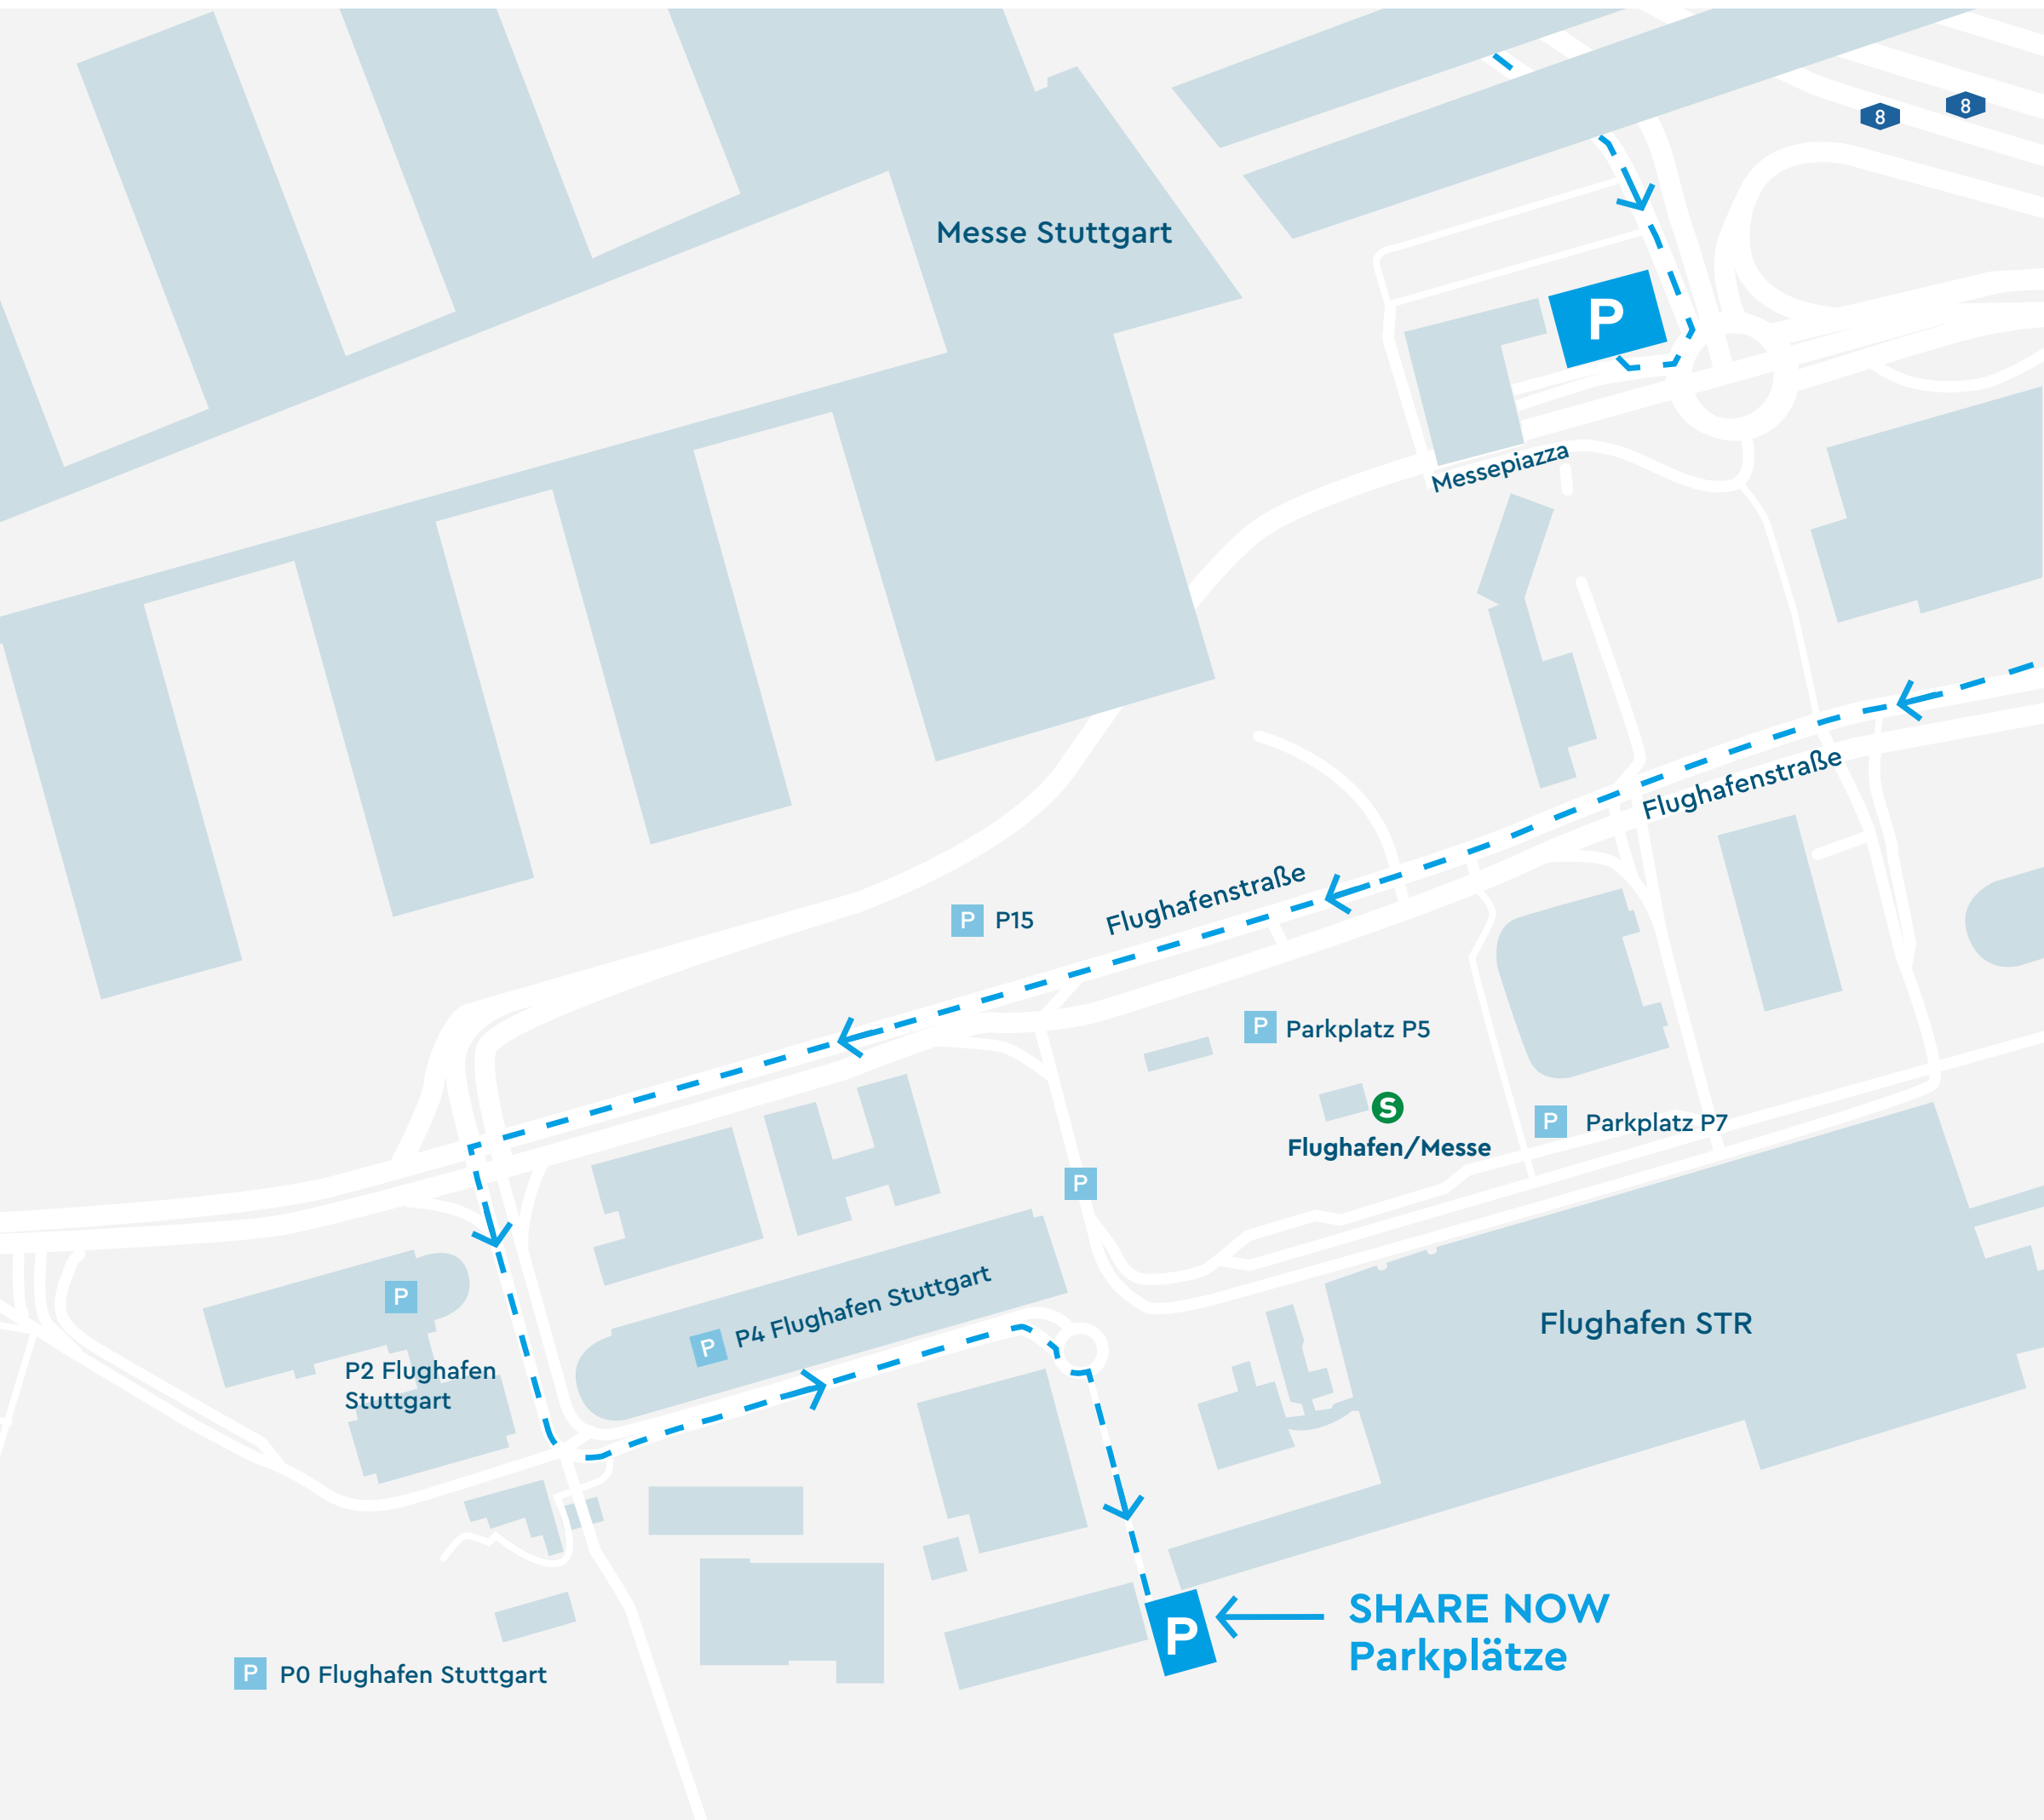 8
8
Messe Stuttgart
P
Messepiazza
Flughafenstraße
Flughafenstraße
P P15
P Parkplatz P5
S
Flughafen/Messe
P Parkplatz P7
P
P
P2 Flughafen
Stuttgart
P P4 Flughafen Stuttgart
Flughafen STR
P
SHARE NOW
Parkplätze
P P0 Flughafen Stuttgart